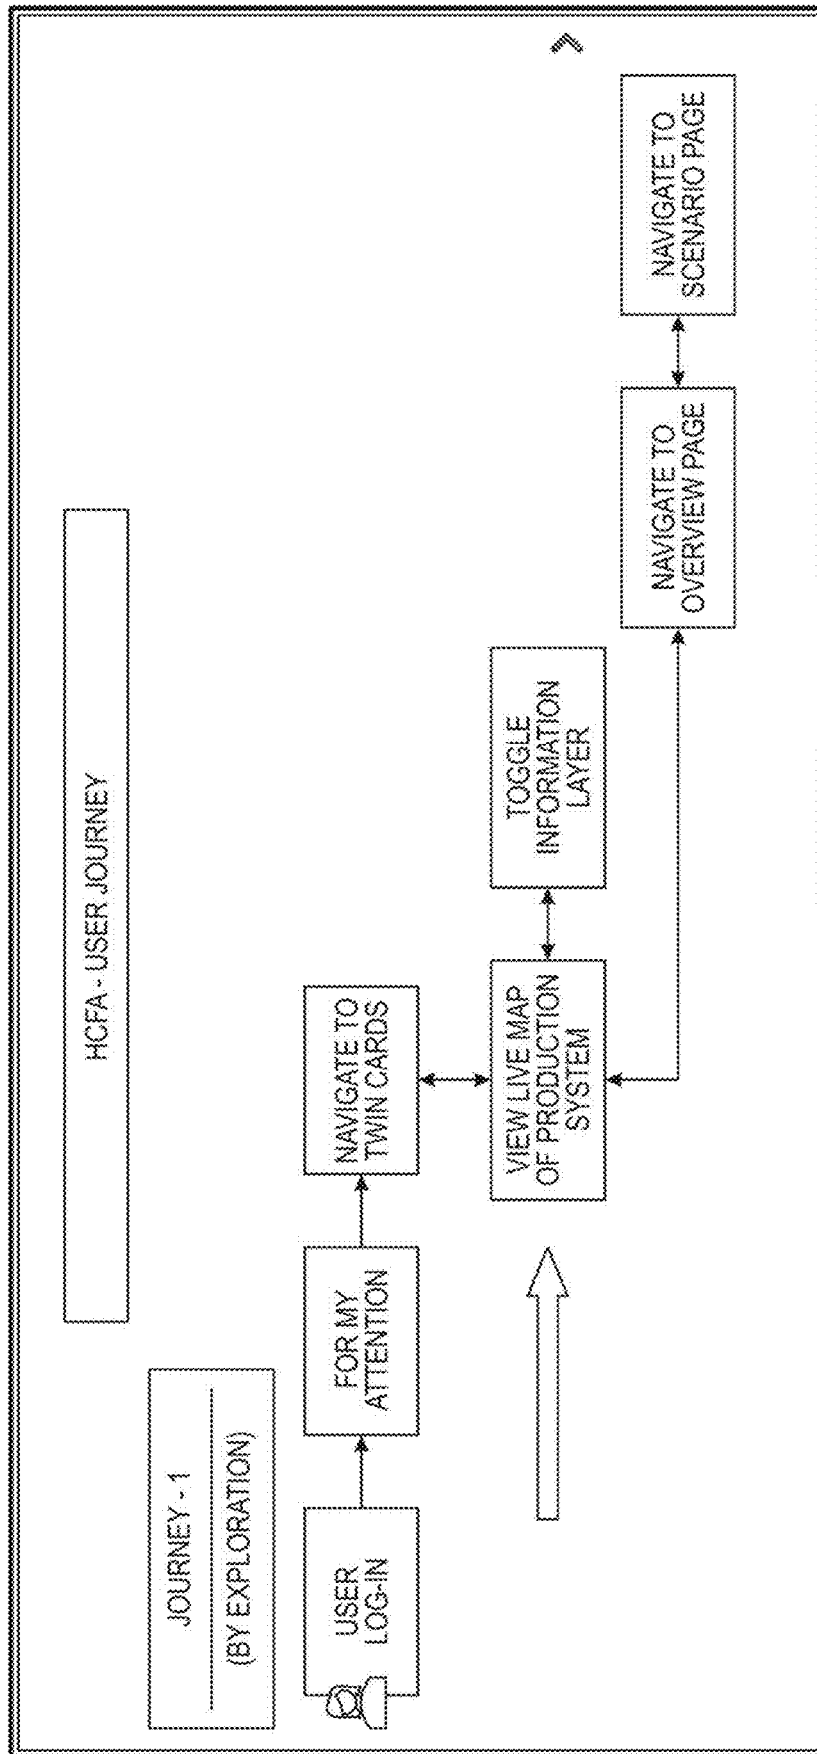 HCFA - USER JOURNEY
JOURNEY - 1
(BY EXPLORATION)
USER
LOG-IN
FOR MY
ATTENTION
NAVIGATE TO
TWIN CARDS
VIEW LIVE MAP
OF PRODUCTION
SYSTEM
TOGGLE
INFORMATION
LAYER
NAVIGATE TO
OVERVIEW PAGE
NAVIGATE TO
SCENARIO PAGE